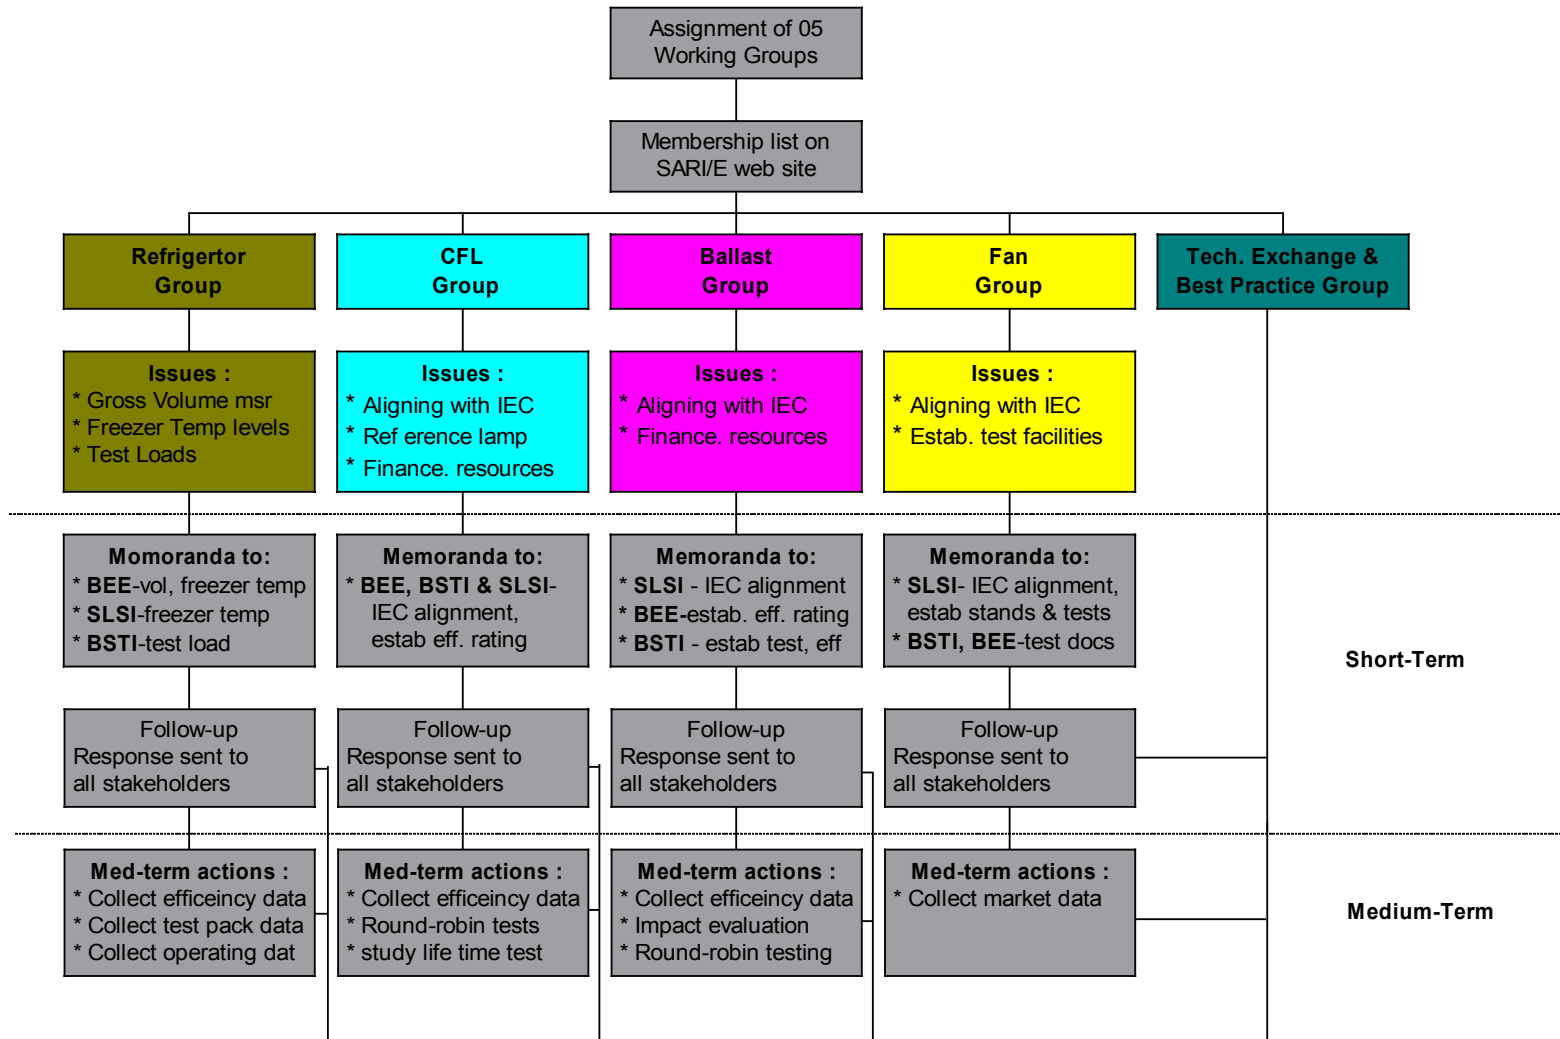 Assignment of 05
Working Groups
Membership list on
SARI/E web site
Refrigertor
Group
CFL
Group
Ballast
Group
Fan
Group
Tech. Exchange &
Best Practice Group
Issues :
* Gross Volume msr
* Freezer Temp levels
* Test Loads
Issues :
* Aligning with IEC
* Ref erence lamp
* Finance. resources
Issues :
* Aligning with IEC
* Finance. resources
Issues :
* Aligning with IEC
* Estab. test facilities
Momoranda to:
* BEE-vol, freezer temp
* SLSI-freezer temp
* BSTI-test load
Memoranda to:
* BEE, BSTI & SLSI-
IEC alignment,
estab eff. rating
Memoranda to:
* SLSI - IEC alignment
* BEE-estab. eff. rating
* BSTI - estab test, eff
Memoranda to:
* SLSI- IEC alignment,
estab stands & tests
* BSTI, BEE-test docs
Short-Term
Follow-up
Response sent to
all stakeholders
Follow-up
Response sent to
all stakeholders
Follow-up
Response sent to
all stakeholders
Follow-up
Response sent to
all stakeholders
Med-term actions :
* Collect efficeincy data
* Collect test pack data
* Collect operating dat
Med-term actions :
* Collect efficeincy data
* Round-robin tests
* study life time test
Med-term actions :
* Collect efficeincy data
* Impact evaluation
* Round-robin testing
Med-term actions :
* Collect market data
Medium-Term